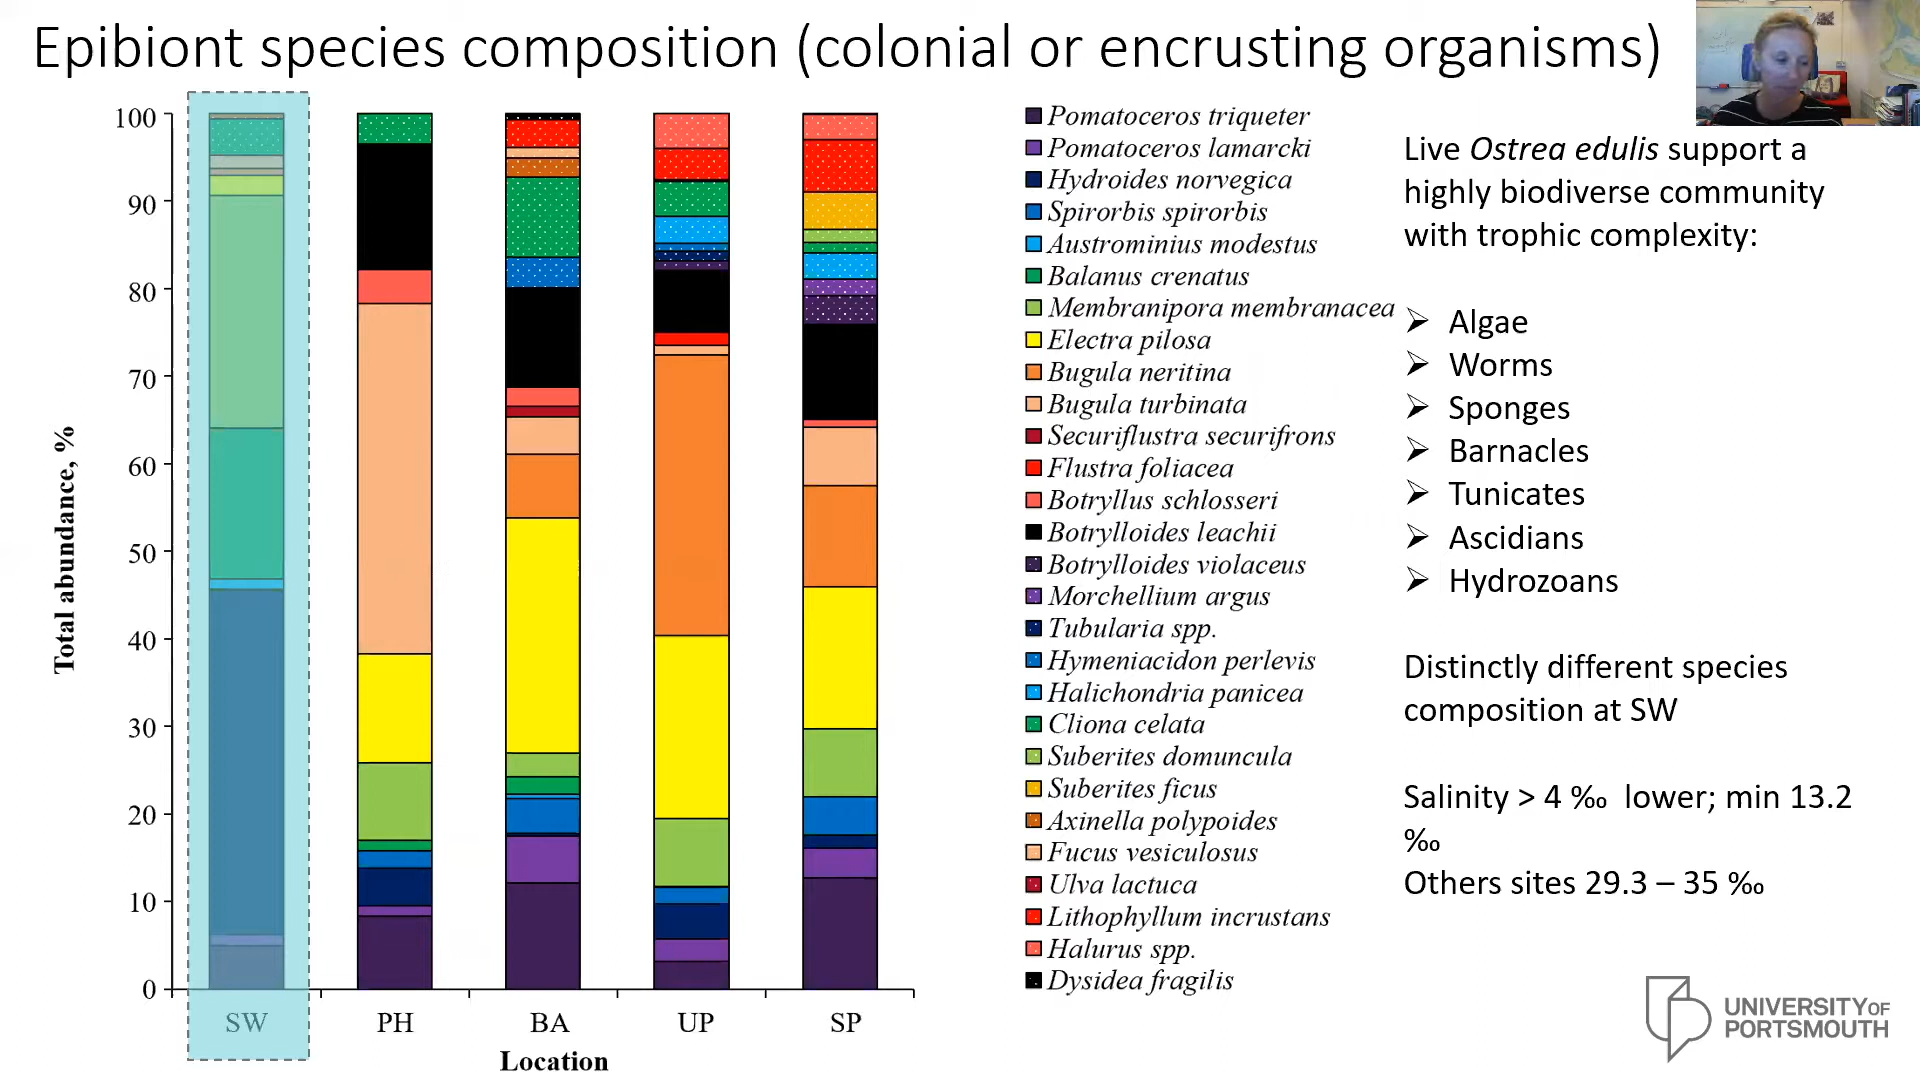 Epibiont species composition (colonial or encrusting organisms)
Total abundance, %
100
90
80
70
60
50
40
30
20
10
0
SW
PH
BA
UP
SP
Location
Pomatoceros triqueter
Pomatoceros lamarcki
Hydroides norvegica
Spirorbis spirorbis
Austrominius modestus
Balanus crenatus
Membranipora membranacea
Electra pilosa
Bugula neritina
Bugula turbinata
Securiflustra securifrons
Flustra foliacea
Botryllus schlosseri
Botrylloides leachii
Botrylloides violaceus
Morchellium argus
Tubularia spp.
Hymeniacidon perlevis
Halichondria panicea
Cliona celata
Suberites domuncula
Suberites ficus
Axinella polypoides
Fucus vesiculosus
Ulva lactuca
Lithophyllum incrustans
Halurus spp.
Dysidea fragilis
Live Ostrea edulis support a
highly biodiverse community
with trophic complexity:
Algae
Worms
Sponges
Barnacles
Tunicates
Ascidians
Hydrozoans
Distinctly different species
composition at SW
Salinity > 4 ‰ lower; min 13.2
‰
Others sites 29.3 – 35 ‰
UNIVERSITY OF
PORTSMOUTH